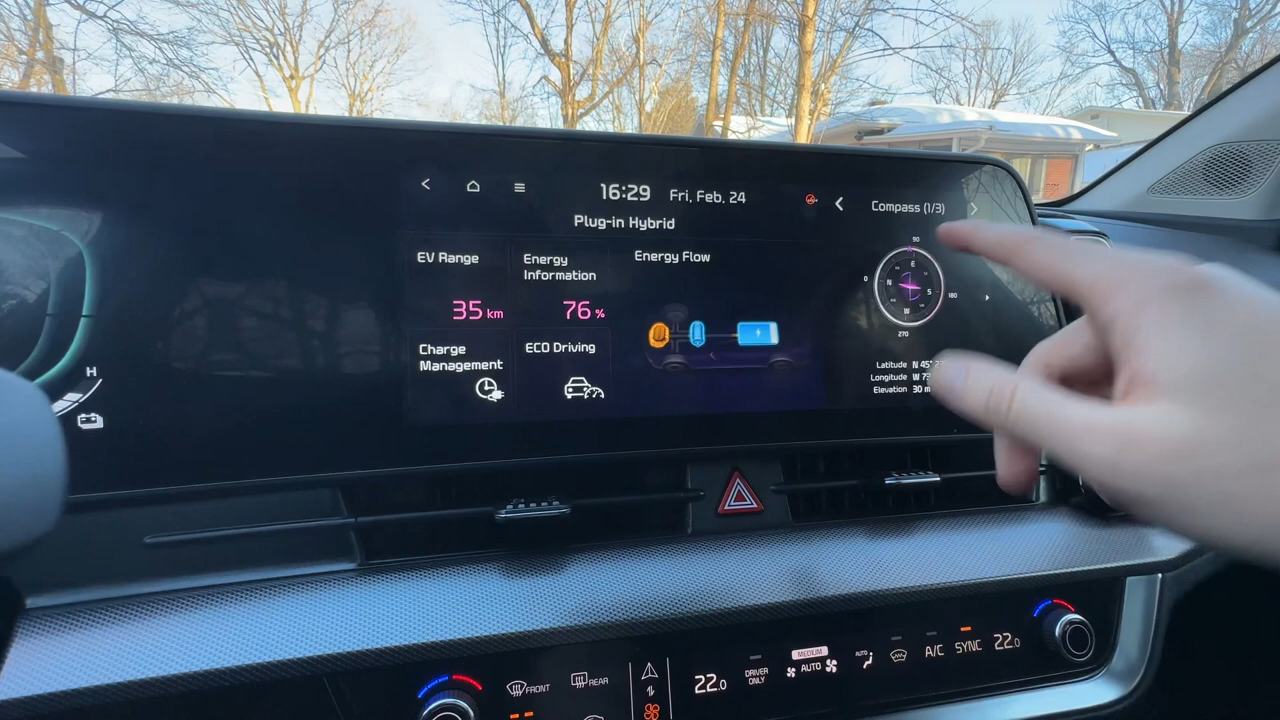 16:29 Fri, Feb. 24
Plug-in Hybrid
Compass (1/3)
EV Range
35 km
Energy
Information
76 %
Energy Flow
Charge
Management
ECO Driving
90
0
180
270
E
N
S
W
Latitude N 45°
Longitude W 73
Elevation 30 m
H
FRONT
REAR
22.0
DRIVER
ONLY
MEDIUM
AUTO
AUTO
A/C
SYNC
22.0